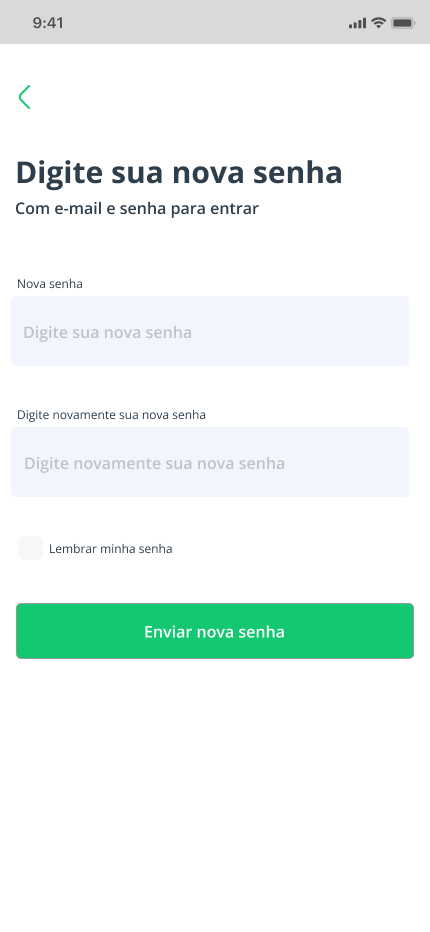 9:41
Digite sua nova senha
Com e-mail e senha para entrar
Nova senha
Digite sua nova senha
Digite novamente sua nova senha
Digite novamente sua nova senha
Lembrar minha senha
Enviar nova senha